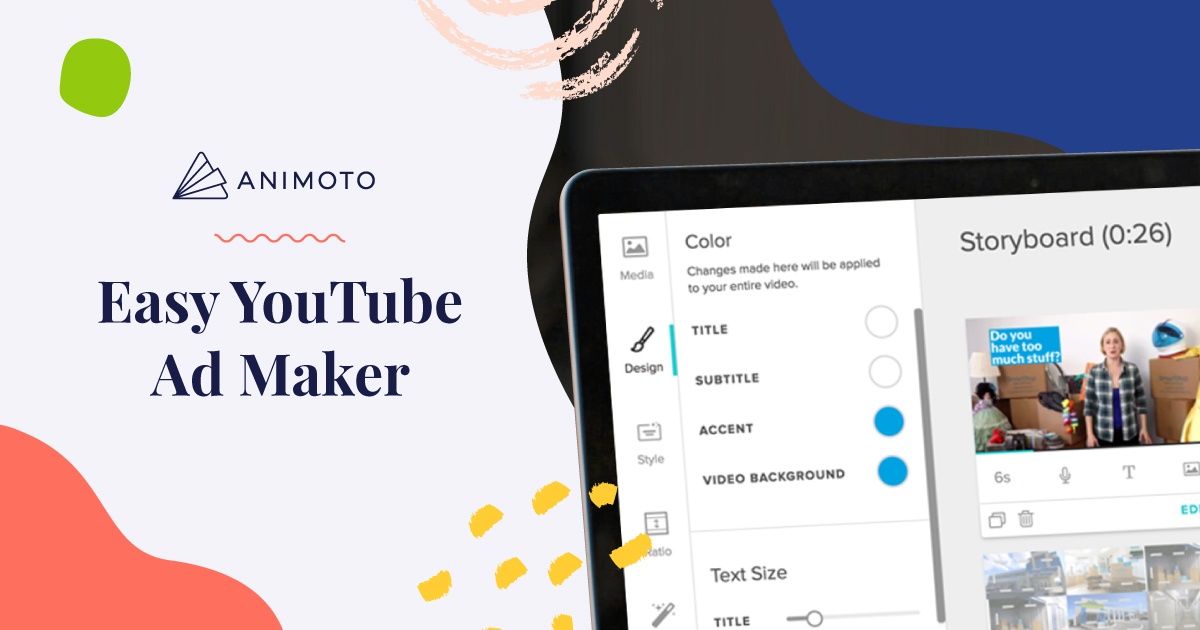 ANIMOTO
Easy YouTube
Ad Maker
Media
Design
Style
Ratio
Color
Changes made here will be applied
to your entire video.
TITLE
SUBTITLE
ACCENT
VIDEO BACKGROUND
Text Size
TITLE
Storyboard (0:26)
Do you
have too
much stuff?
6s
T
EDI